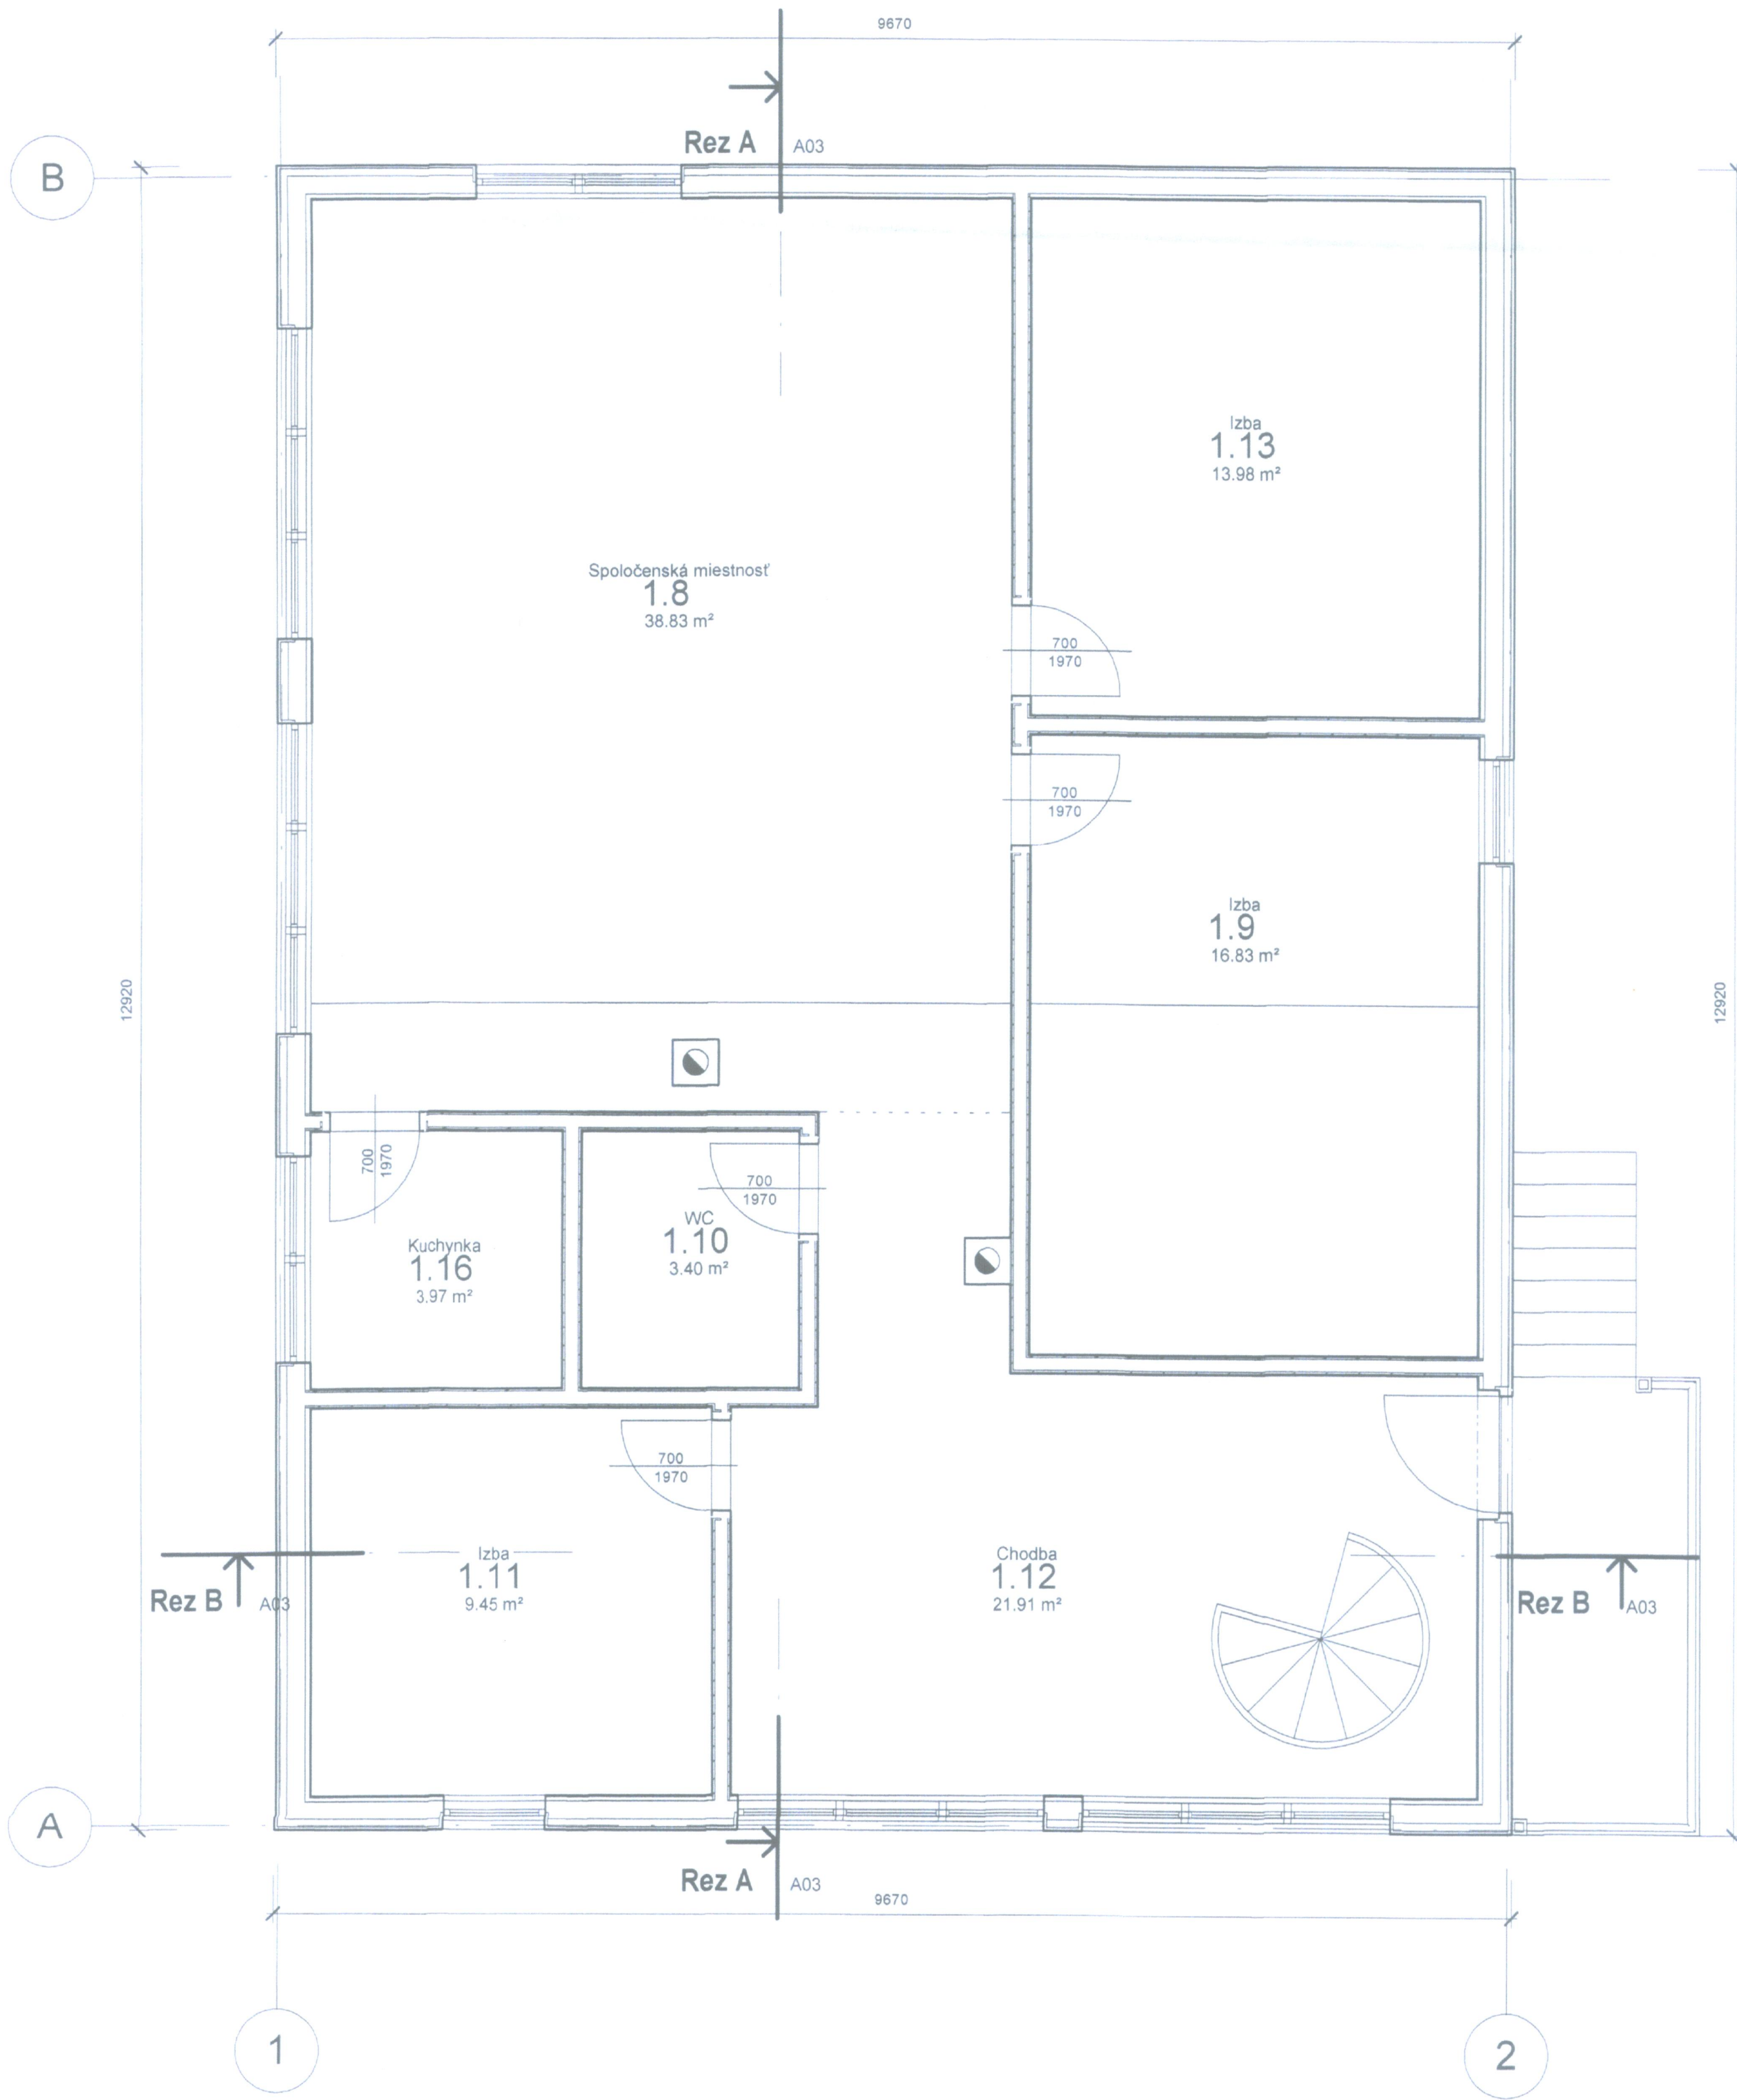 9670
Rez A A03
B
Izba
1.13
13.98 m²
Spoločenská miestnosť
1.8
38.83 m²
700
1970
700
1970
Izba
1.9
16.83 m²
12920
12920
700
1970
700
1970
WC
1.10
3.40 m²
Kuchynka
1.16
3.97 m²
700
1970
Izba
1.11
9.45 m²
Chodba
1.12
21.91 m²
Rez B A03
Rez B A03
A
Rez A A03
9670
1
2